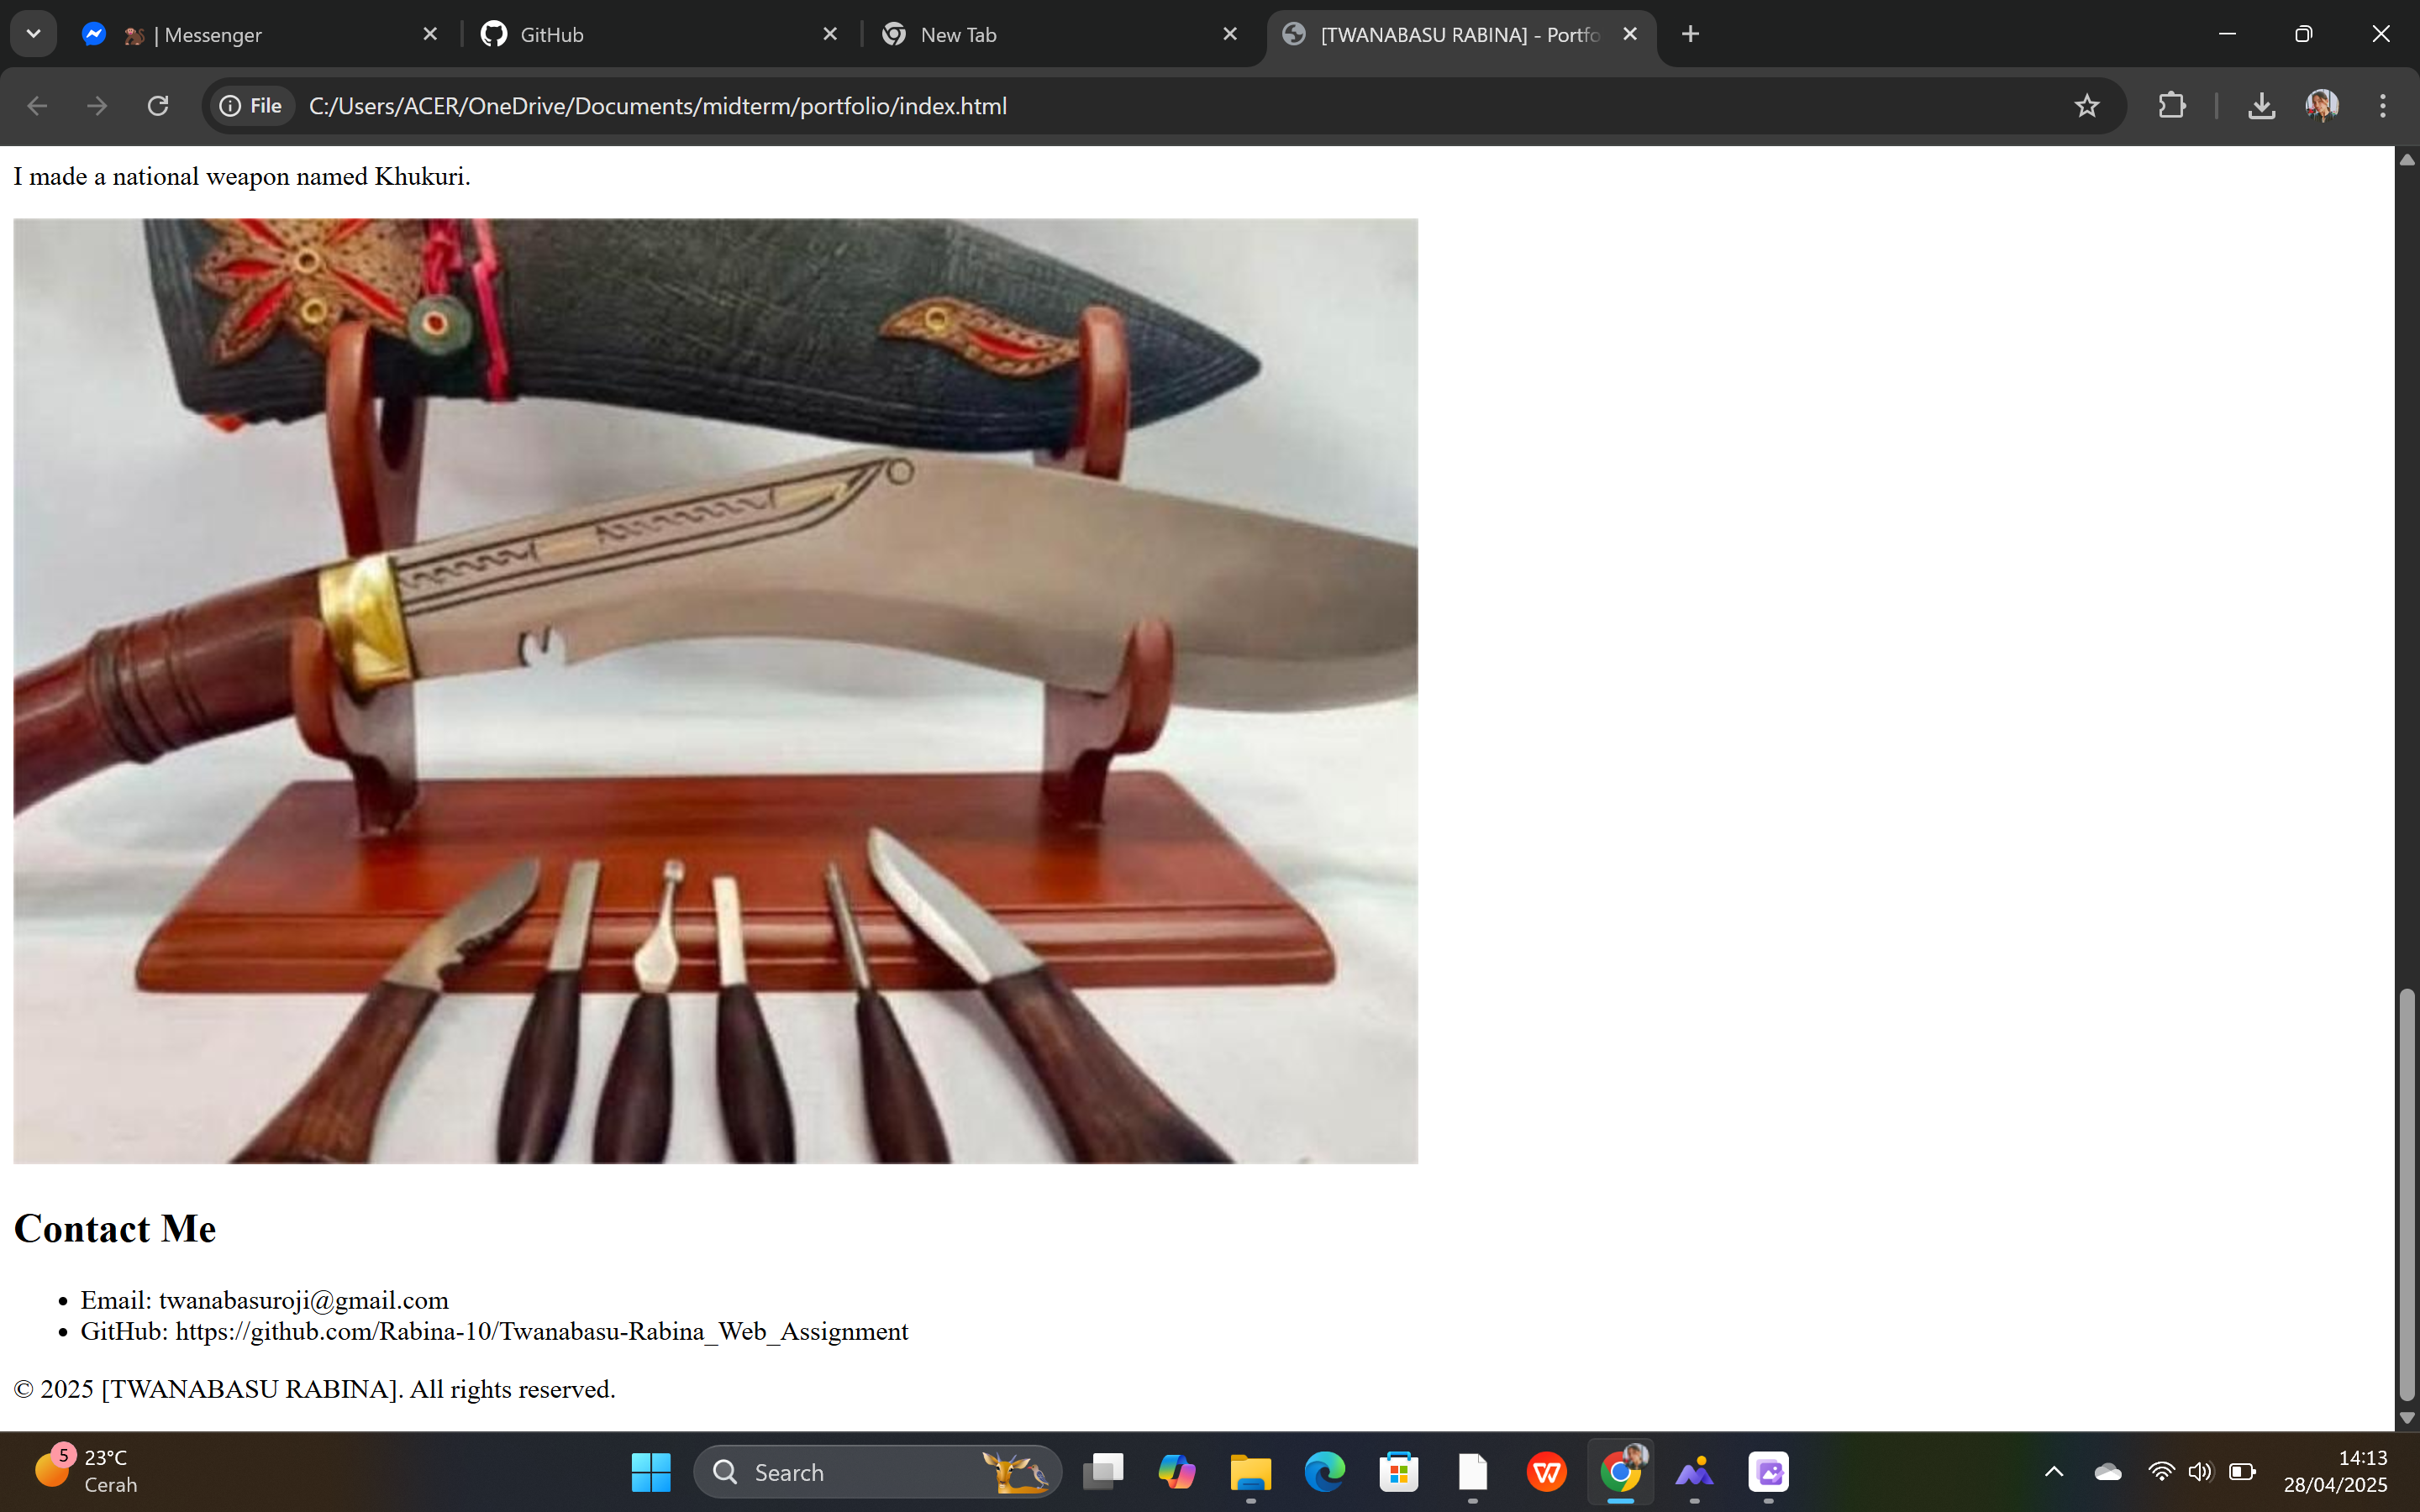 | Messenger
GitHub
New Tab
[TWANABASU RABINA] - Portfo
File
C:/Users/ACER/OneDrive/Documents/midterm/portfolio/index.html
I made a national weapon named Khukuri.
Contact Me
• Email: twanabasuroji@gmail.com
• GitHub: https://github.com/Rabina-10/Twanabasu-Rabina_Web_Assignment
© 2025 [TWANABASU RABINA]. All rights reserved.
5
23°C
Cerah
Search
14:13
28/04/2025